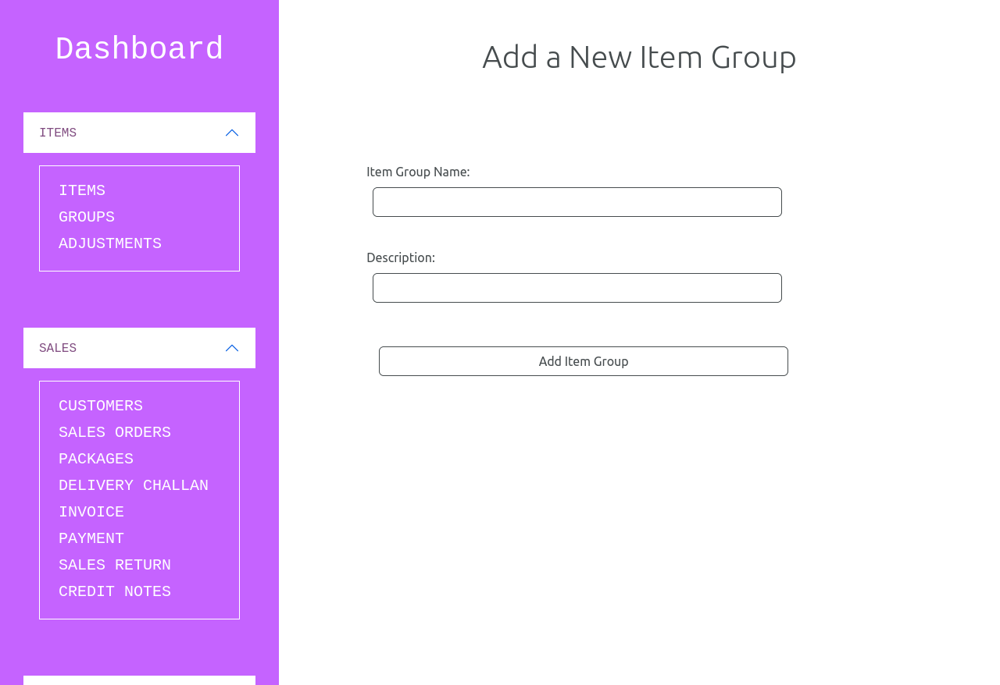 Dashboard
ITEMS
ITEMS
GROUPS
ADJUSTMENTS
SALES
CUSTOMERS
SALES ORDERS
PACKAGES
DELIVERY CHALLAN
INVOICE
PAYMENT
SALES RETURN
CREDIT NOTES
Add a New Item Group
Item Group Name:
Description:
Add Item Group